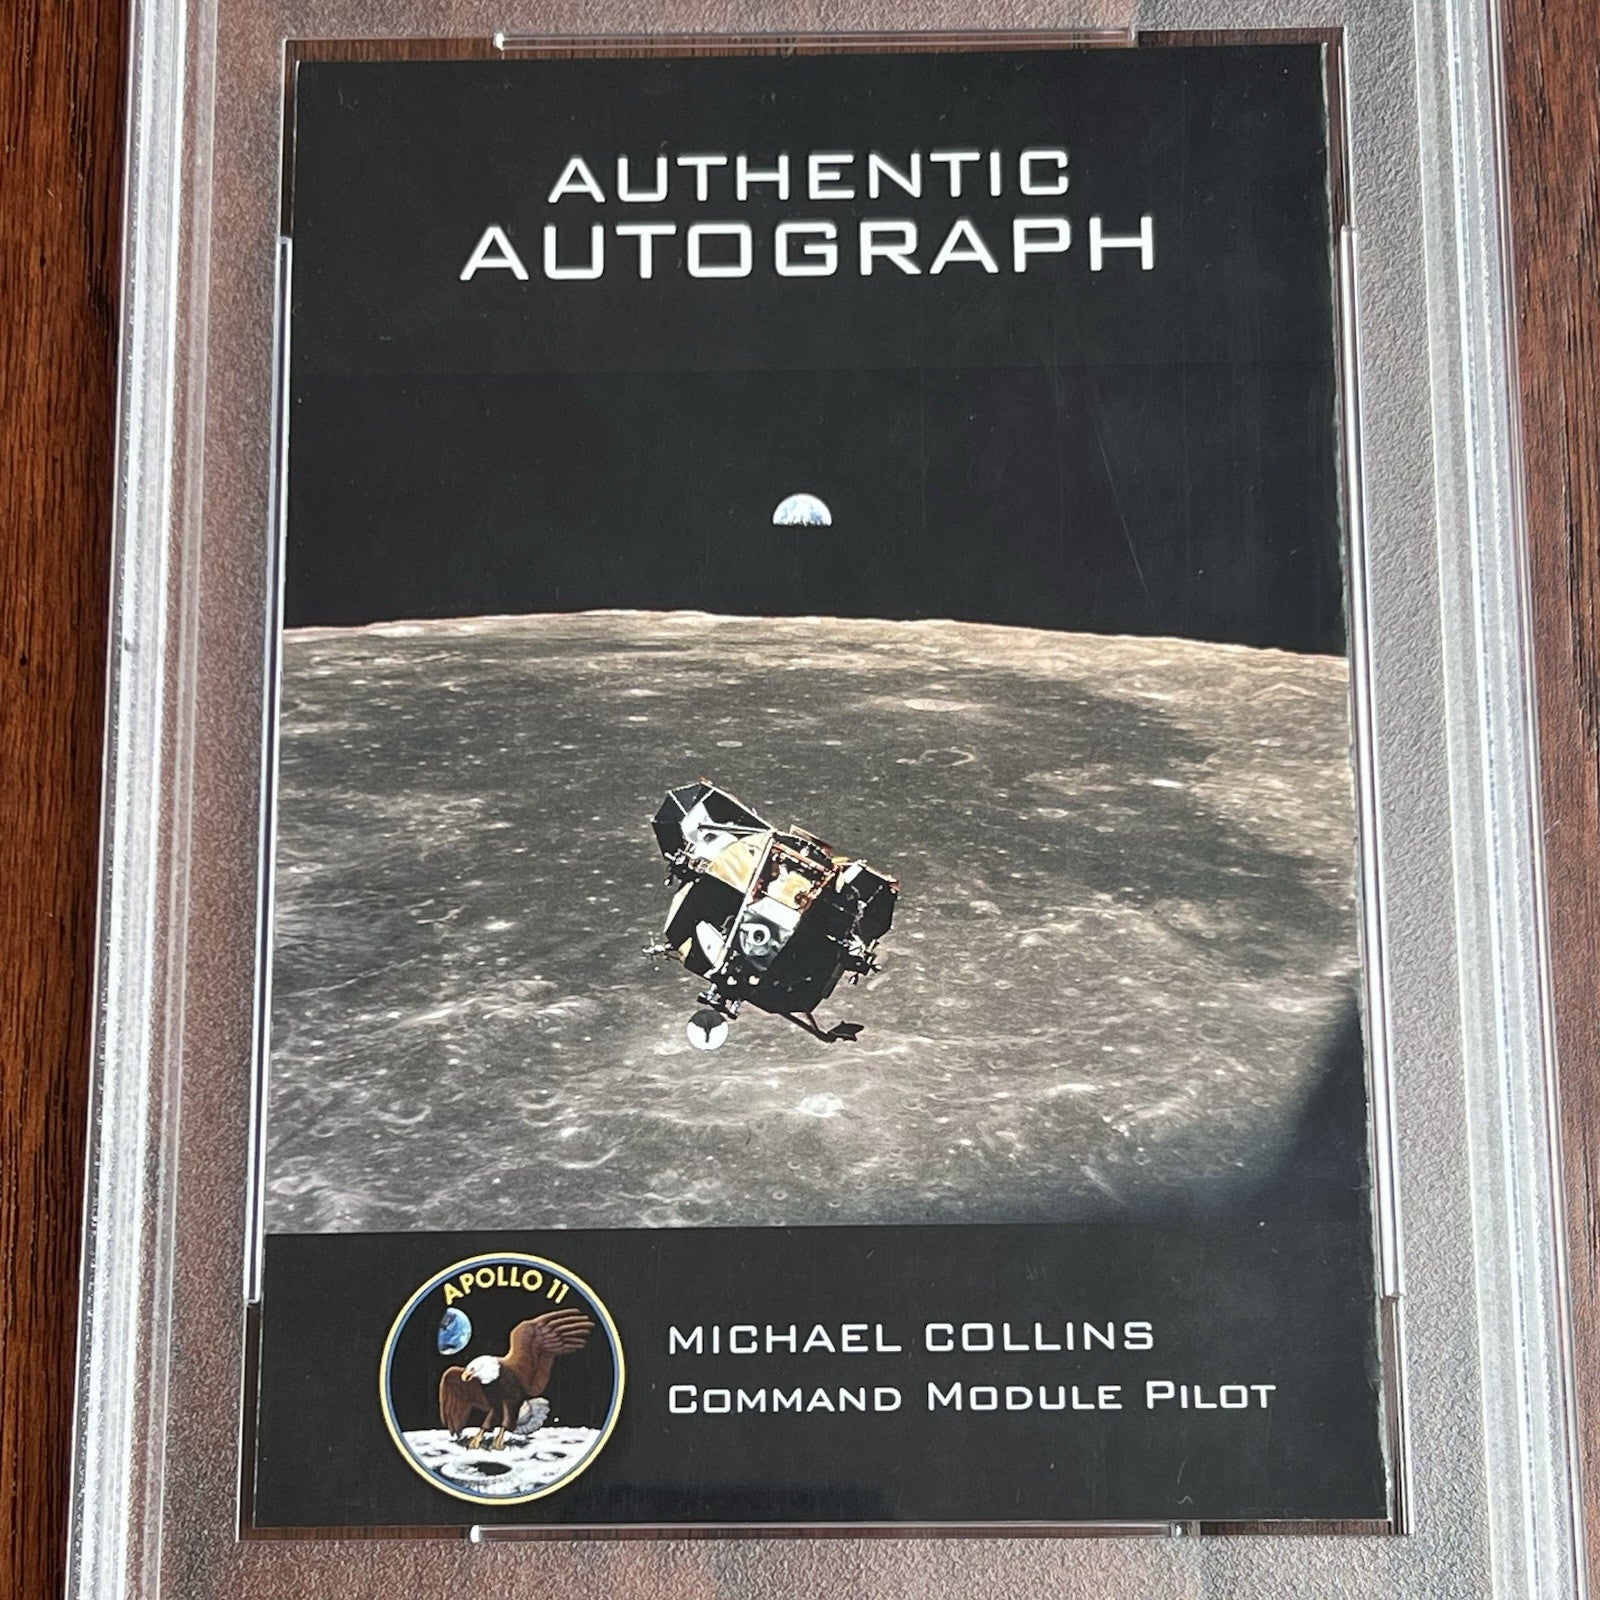 AUTHENTIC
AUTOGRAPH
APOLLO 11
MICHAEL COLLINS
COMMAND MODULE PILOT